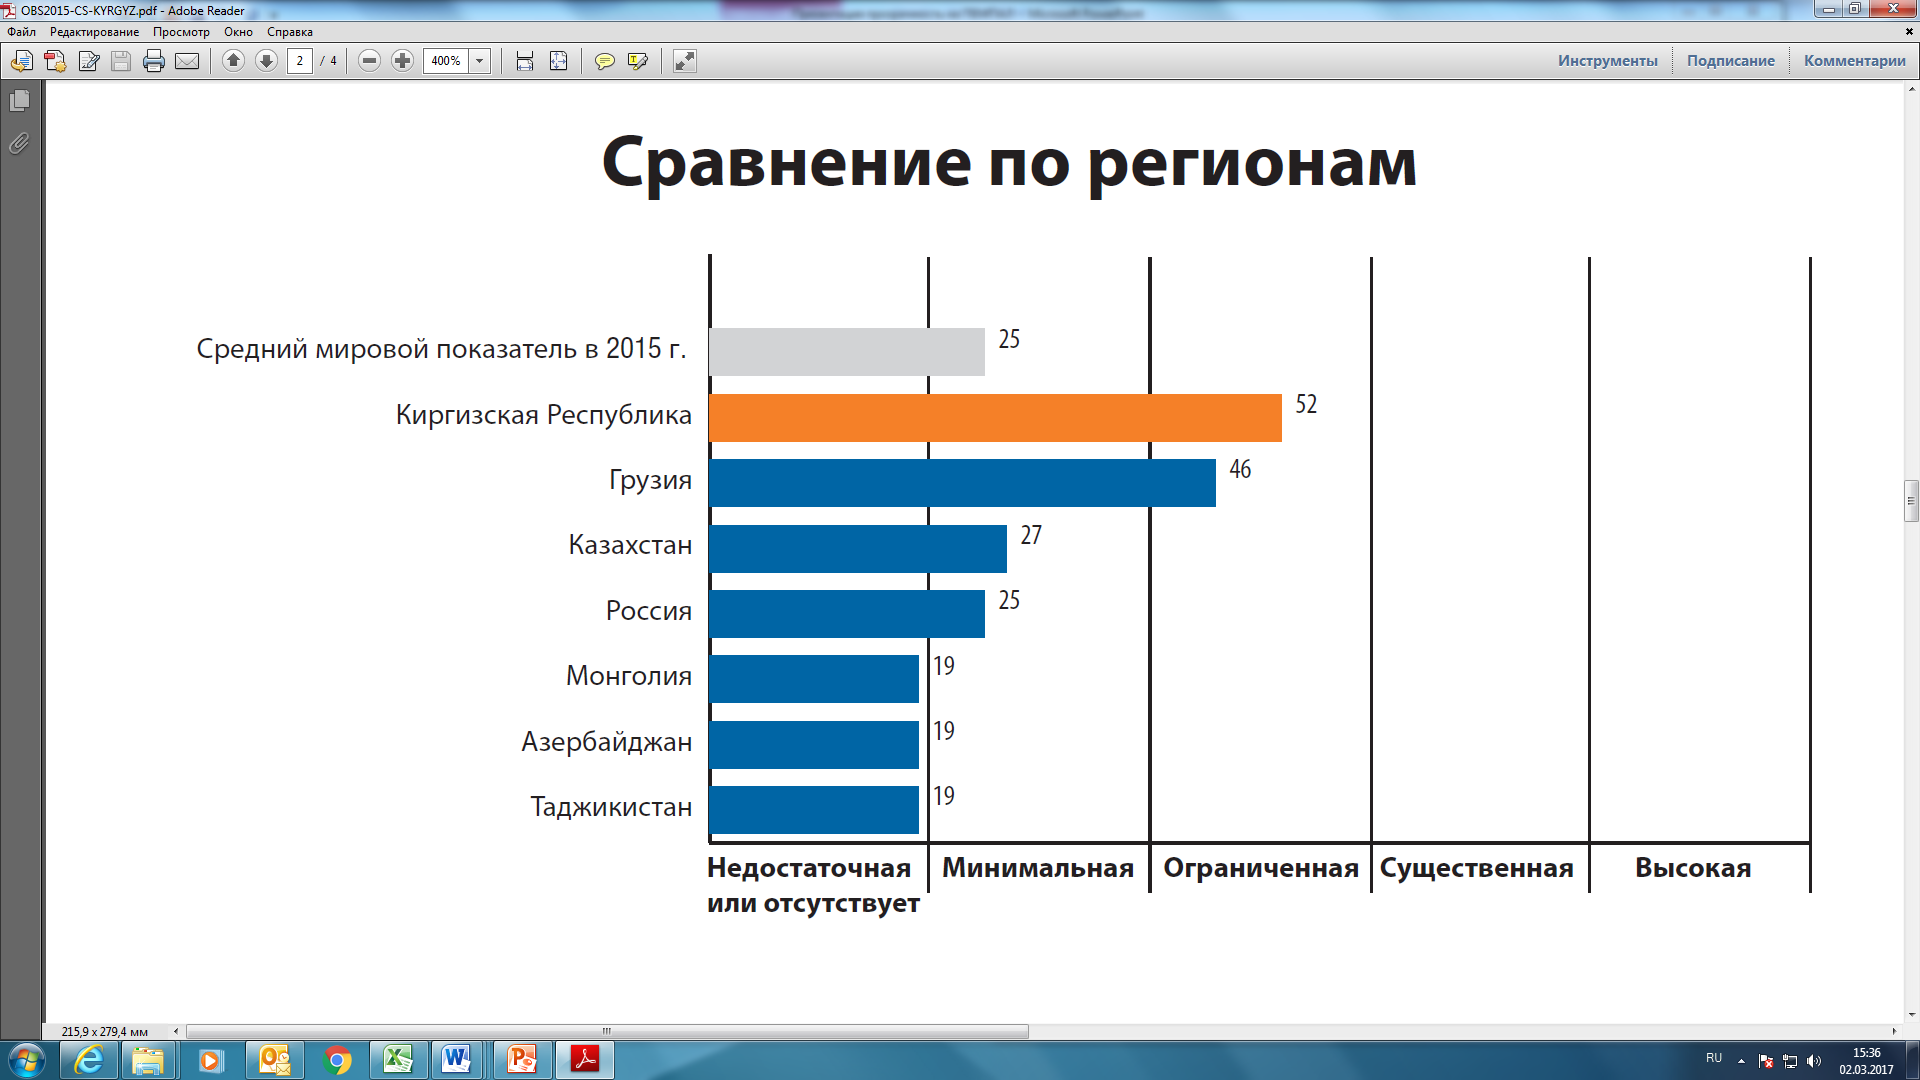 OBS2015-CS-KYRGYZ.pdf - Adobe Reader
Файл Редактирование Просмотр Окно Справка
2 / 4 400% Инструменты Подписание Комментарии
Сравнение по регионам
Средний мировой показатель в 2015 г. 25
Киргизская Республика 52
Грузия 46
Казахстан 27
Россия 25
Монголия 19
Азербайджан 19
Таджикистан 19
Недостаточная Минимальная Ограниченная Существенная Высокая
или отсутствует
215,9 x 279,4 мм
RU 15:36
02.03.2017